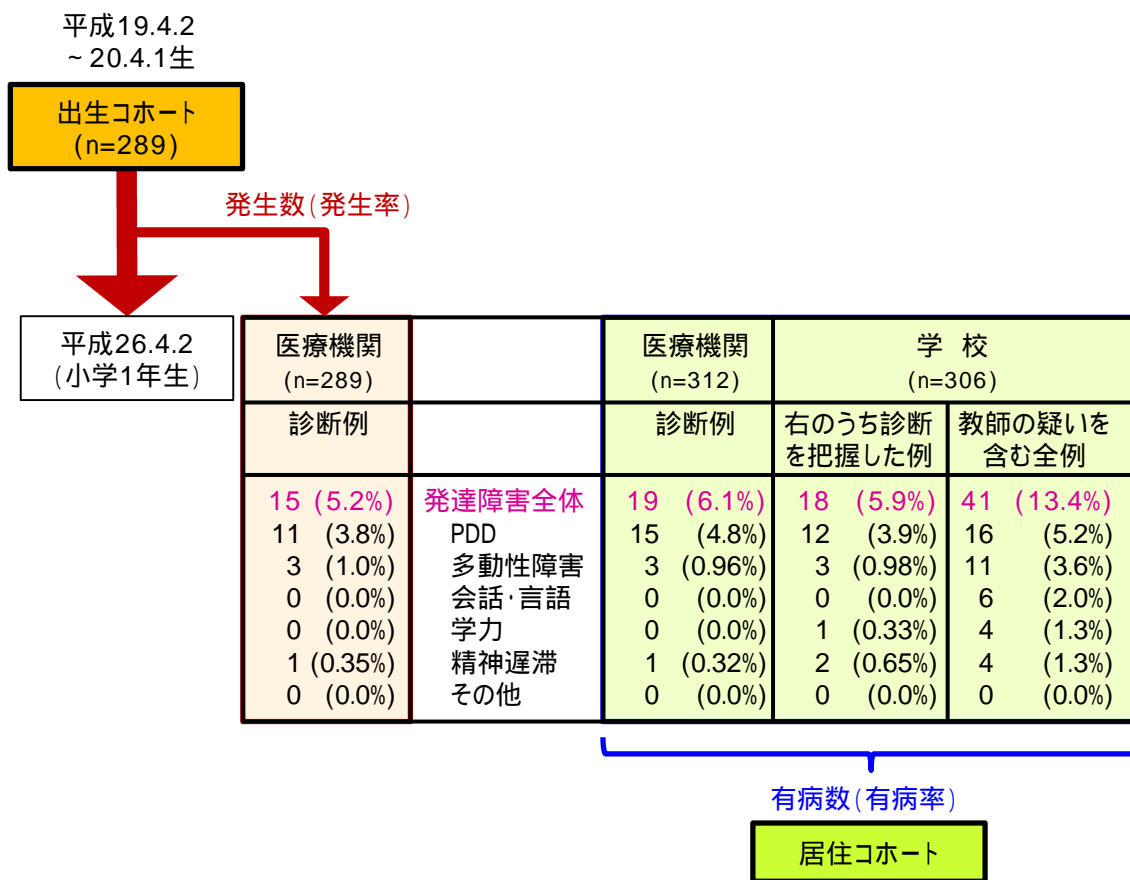 平成19.4.2
~ 20.4.1生
出生コホート
(n=289)
発生数(発生率)
平成26.4.2
(小学1年生)
医療機関
(n=289)
医療機関
(n=312)
学 校
(n=306)
診断例
診断例
右のうち診断
を把握した例
教師の疑いを
含む全例
15 (5.2%) 発達障害全体 19 (6.1%) 18 (5.9%) 41 (13.4%)
11 (3.8%) PDD 15 (4.8%) 12 (3.9%) 16 (5.2%)
3 (1.0%) 多動性障害 3 (0.96%) 3 (0.98%) 11 (3.6%)
0 (0.0%) 会話·言語 0 (0.0%) 0 (0.0%) 6 (2.0%)
0 (0.0%) 学力 0 (0.0%) 1 (0.33%) 4 (1.3%)
1 (0.35%) 精神遅滞 1 (0.32%) 2 (0.65%) 4 (1.3%)
0 (0.0%) その他 0 (0.0%) 0 (0.0%) 0 (0.0%)
有病数(有病率)
居住コホート